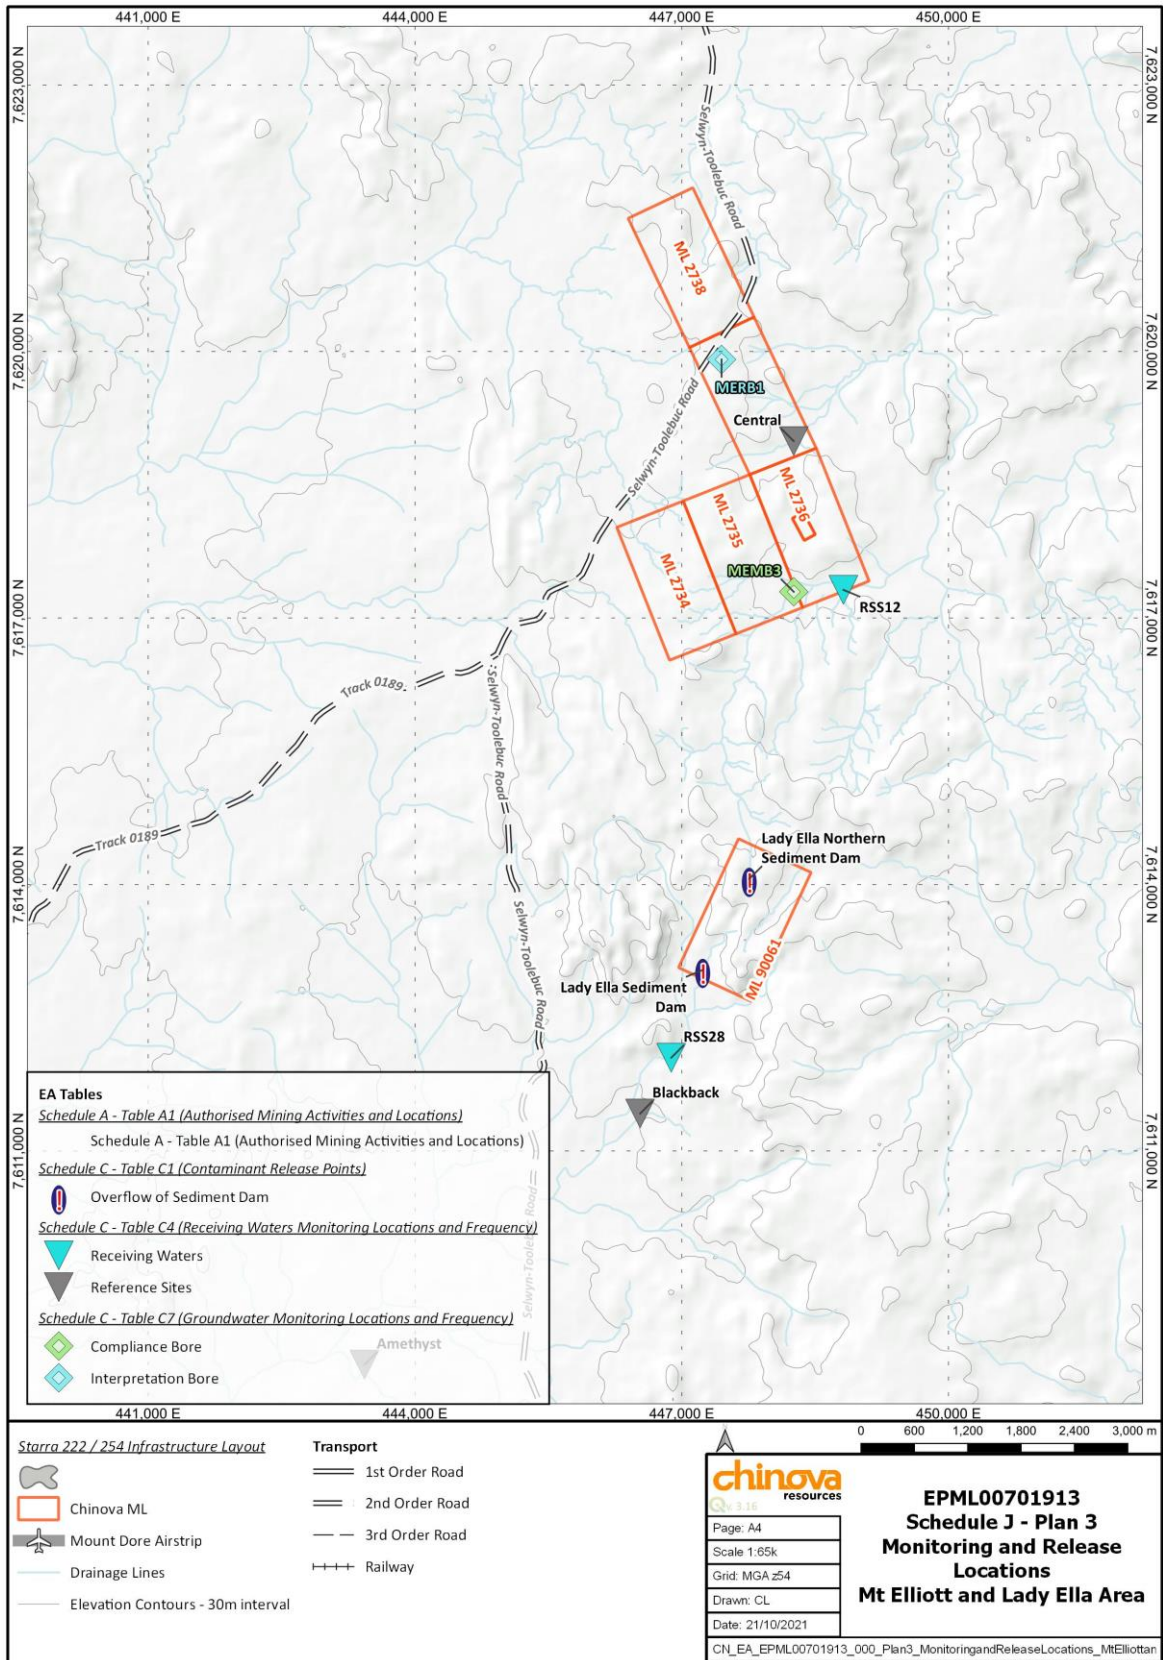 441,000 E
444,000 E
447,000 E
450,000 E
7,623,000 N
7,623,000 N
Selwyn-Toolebuc Road
ML 2738
7,620,000 N
7,620,000 N
MERB1
Selwyn-Toolebuc Road
Central
ML 2736
ML 2735
ML 2734
MEMB3
RSS12
7,617,000 N
7,617,000 N
Track 0189
Selwyn-Toolebuc Road
Track 0189
Lady Ella Northern
Sediment Dam
7,614,000 N
7,614,000 N
Selwyn-Toolebuc Road
ML 90061
Lady Ella Sediment
Dam
RSS28
Blackback
7,611,000 N
7,611,000 N
EA Tables
Schedule A - Table A1 (Authorised Mining Activities and Locations)
Schedule A - Table A1 (Authorised Mining Activities and Locations)
Schedule C - Table C1 (Contaminant Release Points)
Overflow of Sediment Dam
Schedule C - Table C4 (Receiving Waters Monitoring Locations and Frequency)
Receiving Waters
Reference Sites
Schedule C - Table C7 (Groundwater Monitoring Locations and Frequency)
Compliance Bore
Interpretation Bore
Selwyn-Toolebuc Road
Amethyst
441,000 E
444,000 E
447,000 E
450,000 E
Starra 222 / 254 Infrastructure Layout
Chinova ML
Mount Dore Airstrip
Drainage Lines
Elevation Contours - 30m interval
Transport
1st Order Road
2nd Order Road
3rd Order Road
Railway
0 600 1,200 1,800 2,400 3,000 m
chinova
resources
Qv. 3.16
Page: A4
Scale 1:65k
Grid: MGA z54
Drawn: CL
Date: 21/10/2021
EPML00701913
Schedule J - Plan 3
Monitoring and Release
Locations
Mt Elliott and Lady Ella Area
CN_EA_EPML00701913_000_Plan3_MonitoringandReleaseLocations_MtElliottan